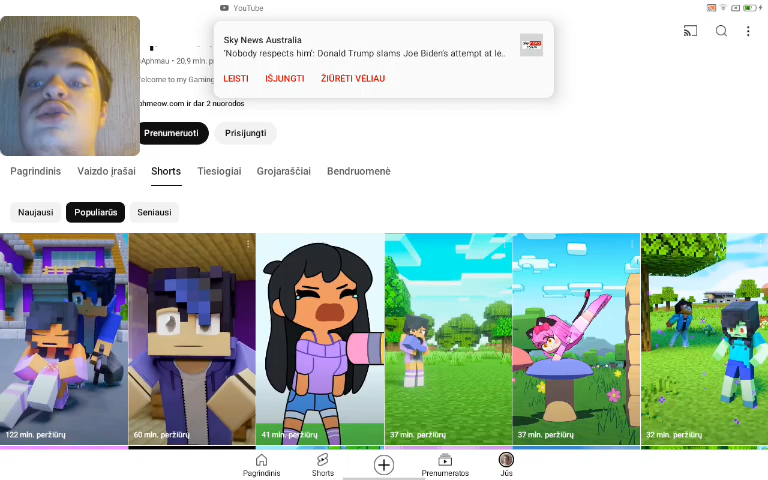 YouTube
Sky News Australia
'Nobody respects him': Donald Trump slams Joe Biden's attempt at le..
LEISTI IŠJUNGTI ŽIŪRĖTI VĖLIAU
Aphmau • 20,9 mln.
elcome to my Gaming
phmeow.com ir dar 2 nuorodos
Prenumeruoti Prisijungti
Pagrindinis Vaizdo įrašai Shorts Tiesiogiai Grojaraščiai Bendruomenė
Naujausi Populiarūs Seniausi
122 mln. peržiūrų 60 mln. peržiūrų 41 mln. peržiūrų 37 mln. peržiūrų 37 mln. peržiūrų 32 mln. peržiūrų
Pagrindinis Shorts Prenumeratos Jūs